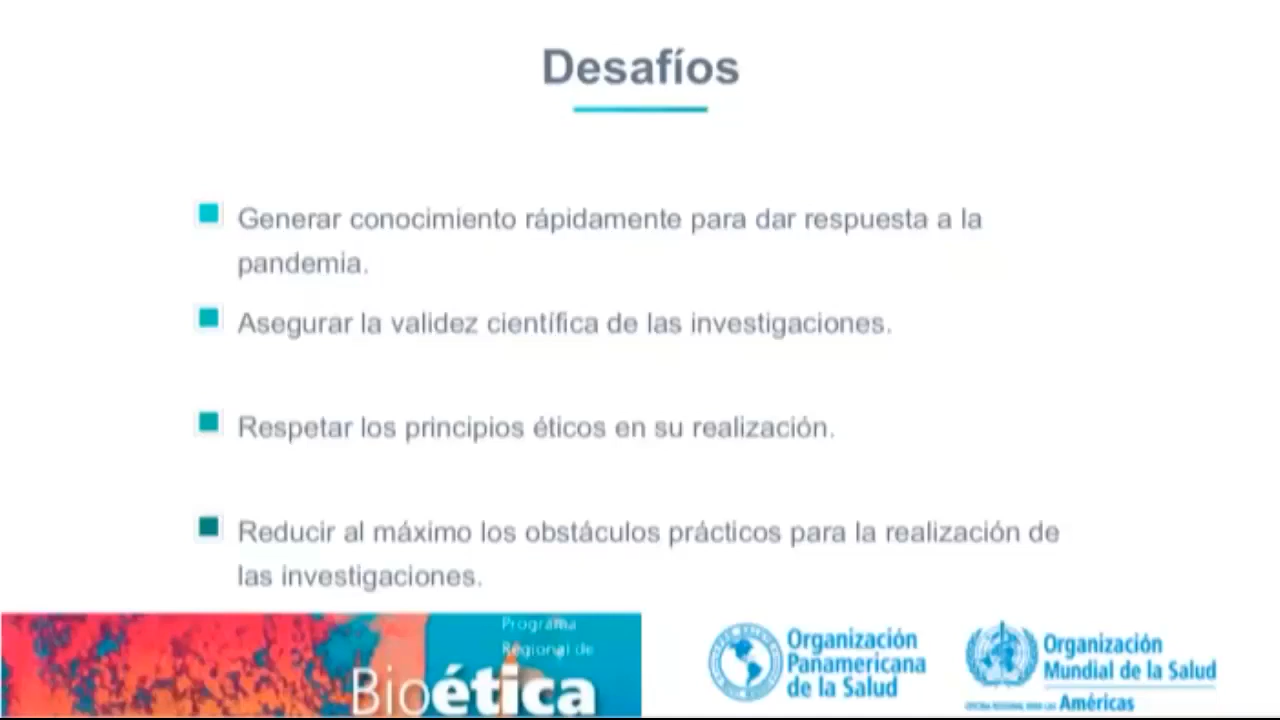 Desafíos
Generar conocimiento rápidamente para dar respuesta a la
pandemia.
Asegurar la validez científica de las investigaciones.
Respetar los principios éticos en su realización.
Reducir al máximo los obstáculos prácticos para la realización de
las investigaciones.
Programa
Regional de
Bioética
Organización
Panamericana
de la Salud
Organización
Mundial de la Salud
Américas